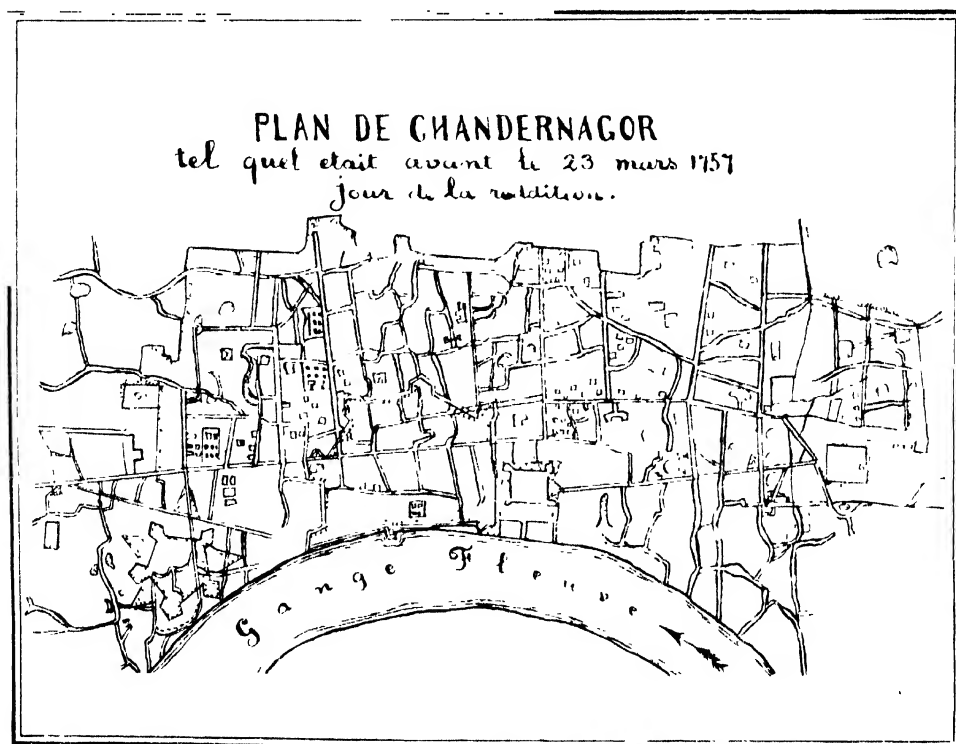 PLAN DE CHANDERNAGOR
tel quel etait avant le 23 mars 1757
jour de la reddition.
Gange Fleuve